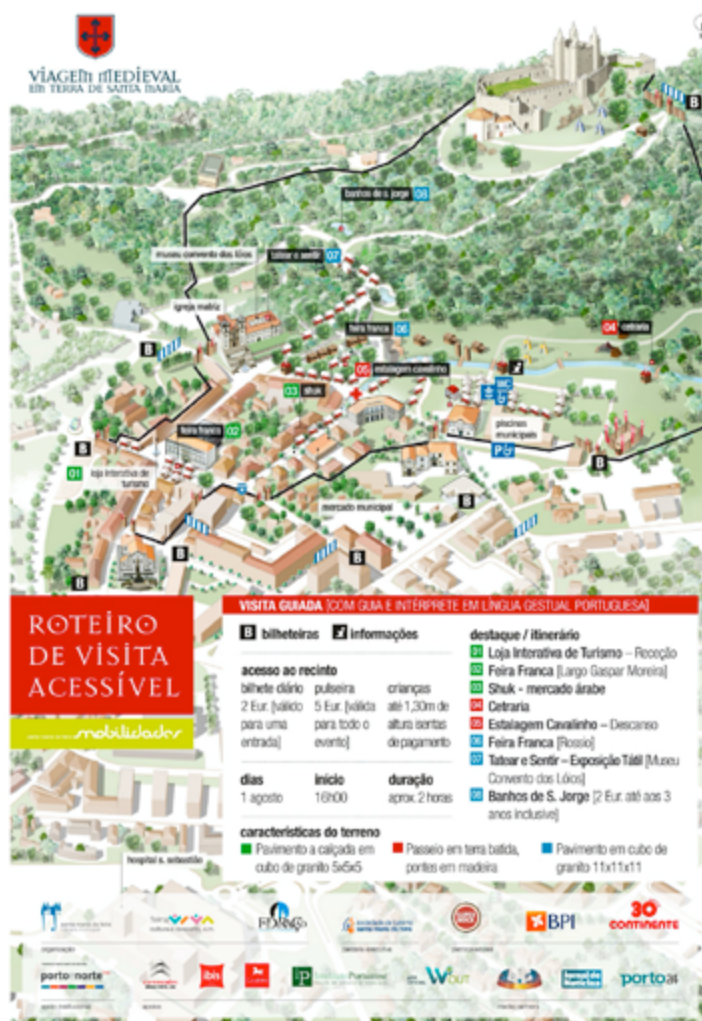 VIAGEM MEDIEVAL
EM TERRA DE SANTA MARIA
B
banhos de s. jorge 08
museu convento dos lóios
tatear e sentir 07
igreja matriz
feira franca 06
04 cetraria
B
05 estalagem cavalinho
03 shuk
WC
feira franca 02
piscinas
municipais
B
P
B
01 loja interativa de
turismo
mercado municipal
B
B
B
B
ROTEIRO
DE VISITA
ACESSÍVEL
mobilidades
VISITA GUIADA [COM GUIA E INTÉRPRETE EM LÍNGUA GESTUAL PORTUGUESA]
B bilheteiras
informações
acesso ao recinto
bilhete diário
2 Eur. [válido
para uma
entrada]
pulseira
5 Eur. [válida
para todo o
evento]
crianças
até 1,30m de
altura isentas
de pagamento
dias
1 agosto
início
16h00
duração
aprox. 2 horas
destaque / itinerário
01 Loja Interativa de Turismo – Receção
02 Feira Franca [Largo Gaspar Moreira]
03 Shuk - mercado árabe
04 Cetraria
05 Estalagem Cavalinho – Descanso
06 Feira Franca [Rossio]
07 Tatear e Sentir – Exposição Tátil [Museu
Convento dos Lóios]
08 Banhos de S. Jorge [2 Eur. até aos 3
anos inclusive]
características do terreno
Pavimento a calçada em
cubo de granito 5x5x5
Passeio em terra batida,
pontes em madeira
Pavimento em cubo de
granito 11x11x11
hospital s. sebastião
BPI
30
CONTINENTE
organização
porto norte
ibis
porto24
apoio institucional
apoios